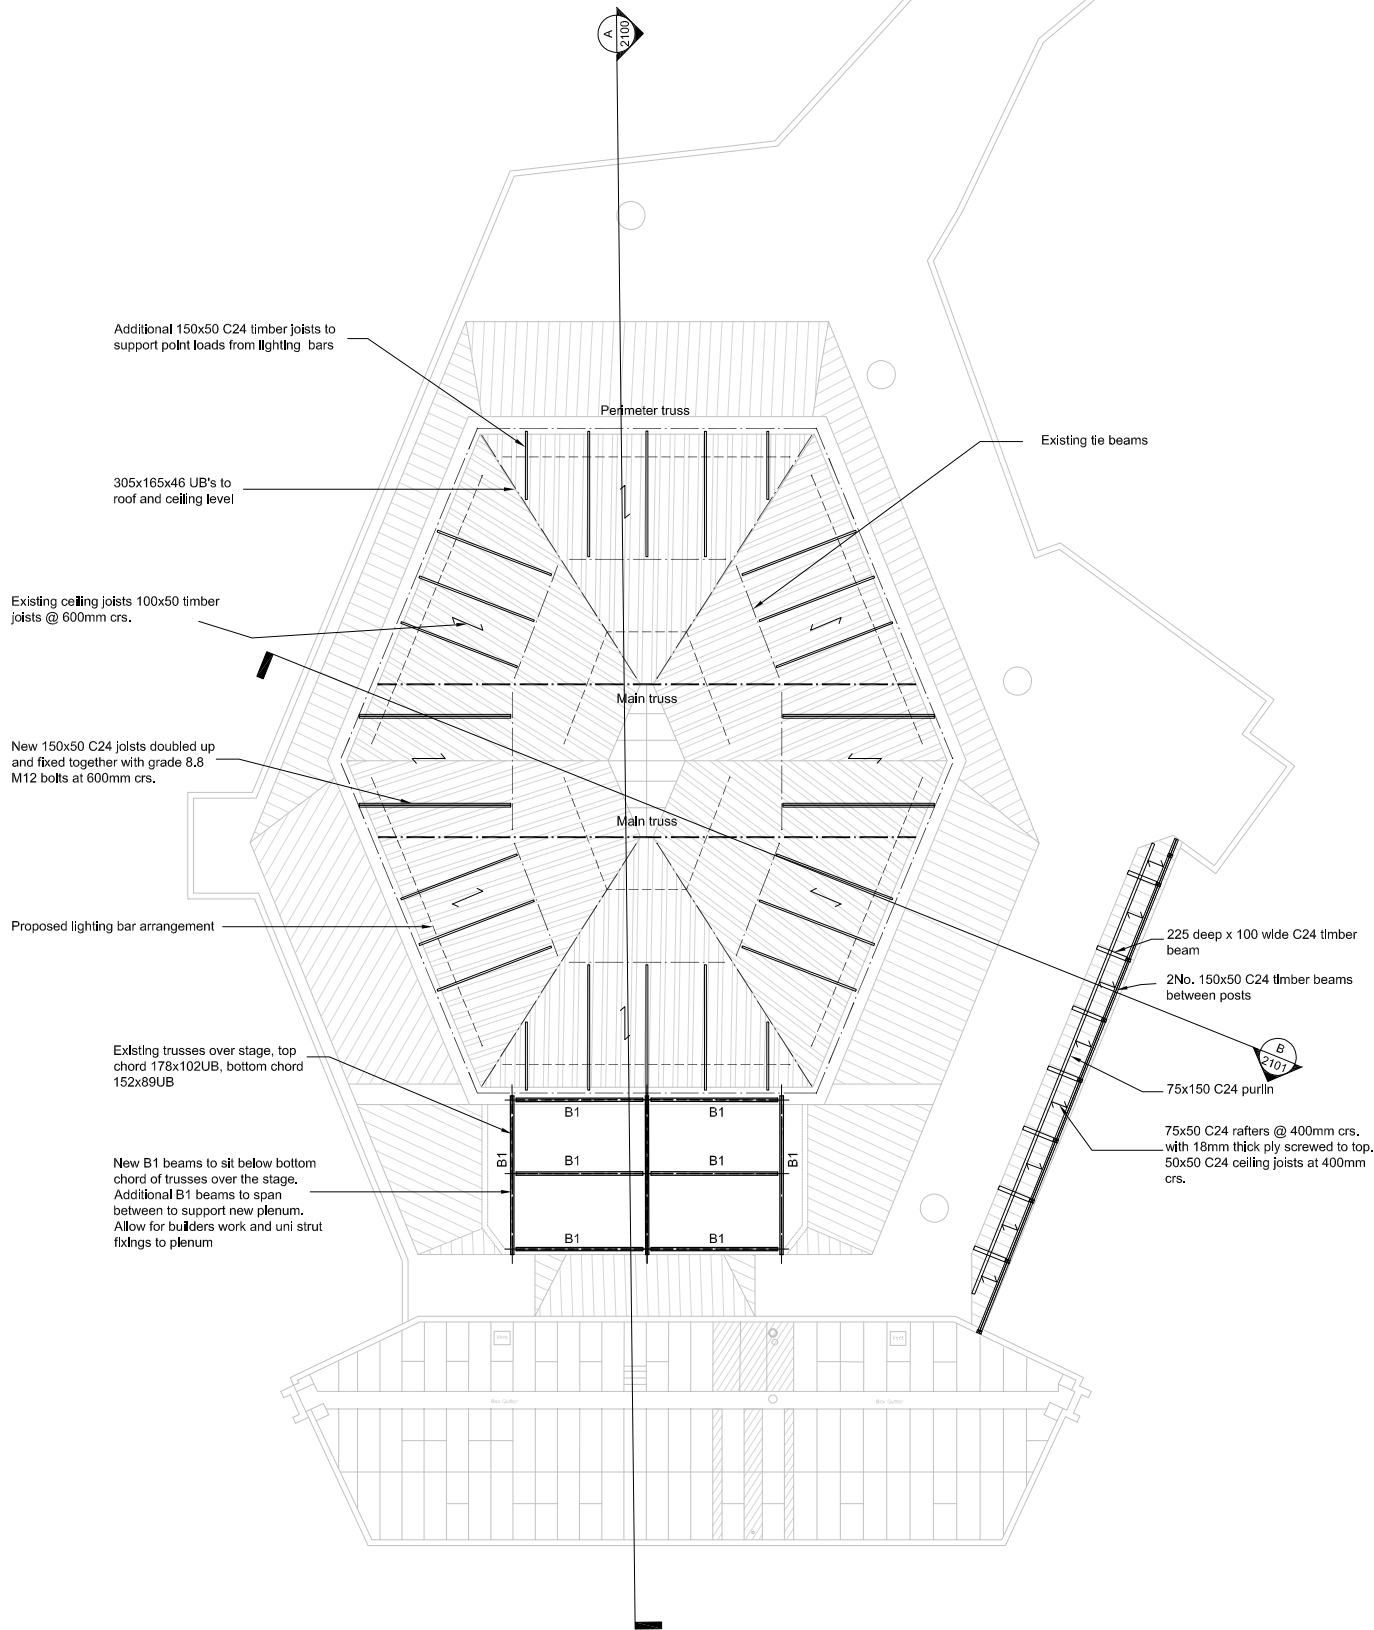 A
2100
Additional 150x50 C24 timber joists to
support point loads from lighting bars
Perimeter truss
Existing tie beams
305x165x46 UB's to
roof and ceiling level
Existing ceiling joists 100x50 timber
joists @ 600mm crs.
Main truss
New 150x50 C24 joists doubled up
and fixed together with grade 8.8
M12 bolts at 600mm crs.
Main truss
Proposed lighting bar arrangement
225 deep x 100 wide C24 timber
beam
2No. 150x50 C24 timber beams
between posts
B
2101
Existing trusses over stage, top
chord 178x102UB, bottom chord
152x89UB
75x150 C24 purlin
75x50 C24 rafters @ 400mm crs.
with 18mm thick ply screwed to top.
50x50 C24 ceiling joists at 400mm
crs.
B1
B1
B1
B1
B1
B1
B1
B1
New B1 beams to sit below bottom
chord of trusses over the stage.
Additional B1 beams to span
between to support new plenum.
Allow for builders work and uni strut
fixings to plenum
Vent
Vent
Box Gutter
Box Gutter